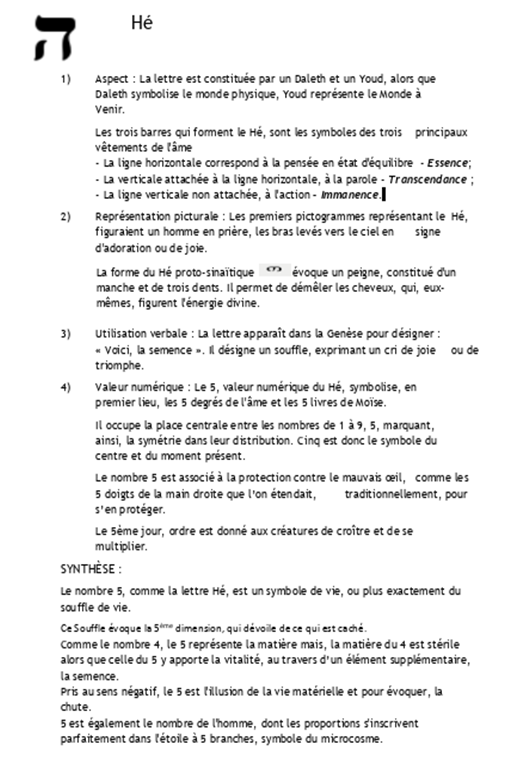 ה
Hé
1) Aspect : La lettre est constituée par un Daleth et un Youd, alors que
Daleth symbolise le monde physique, Youd représente le Monde à
Venir.
Les trois barres qui forment le Hé, sont les symboles des trois principaux
vêtements de l'âme
- La ligne horizontale correspond à la pensée en état d'équilibre - Essence;
- La verticale attachée à la ligne horizontale, à la parole - Transcendance ;
- La ligne verticale non attachée, à l'action - Immanence.
2) Représentation picturale : Les premiers pictogrammes représentant le Hé,
figuraient un homme en prière, les bras levés vers le ciel en signe
d'adoration ou de joie.
La forme du Hé proto-sinaïtique évoque un peigne, constitué d'un
manche et de trois dents. Il permet de démêler les cheveux, qui, eux-
mêmes, figurent l'énergie divine.
3) Utilisation verbale : La lettre apparaît dans la Genèse pour désigner :
« Voici, la semence ». Il désigne un souffle, exprimant un cri de joie ou de
triomphe.
4) Valeur numérique : Le 5, valeur numérique du Hé, symbolise, en
premier lieu, les 5 degrés de l'âme et les 5 livres de Moïse.
Il occupe la place centrale entre les nombres de 1 à 9, 5, marquant,
ainsi, la symétrie dans leur distribution. Cinq est donc le symbole du
centre et du moment présent.
Le nombre 5 est associé à la protection contre le mauvais œil, comme les
5 doigts de la main droite que l'on étendait, traditionnellement, pour
s'en protéger.
Le 5ème jour, ordre est donné aux créatures de croître et de se
multiplier.
SYNTHÈSE :
Le nombre 5, comme la lettre Hé, est un symbole de vie, ou plus exactement du
souffle de vie.
Ce Souffle évoque la 5ème dimension, qui dévoile de ce qui est caché.
Comme le nombre 4, le 5 représente la matière mais, la matière du 4 est stérile
alors que celle du 5 y apporte la vitalité, au travers d'un élément supplémentaire,
la semence.
Pris au sens négatif, le 5 est l'illusion de la vie matérielle et pour évoquer, la
chute.
5 est également le nombre de l'homme, dont les proportions s'inscrivent
parfaitement dans l'étoile à 5 branches, symbole du microcosme.